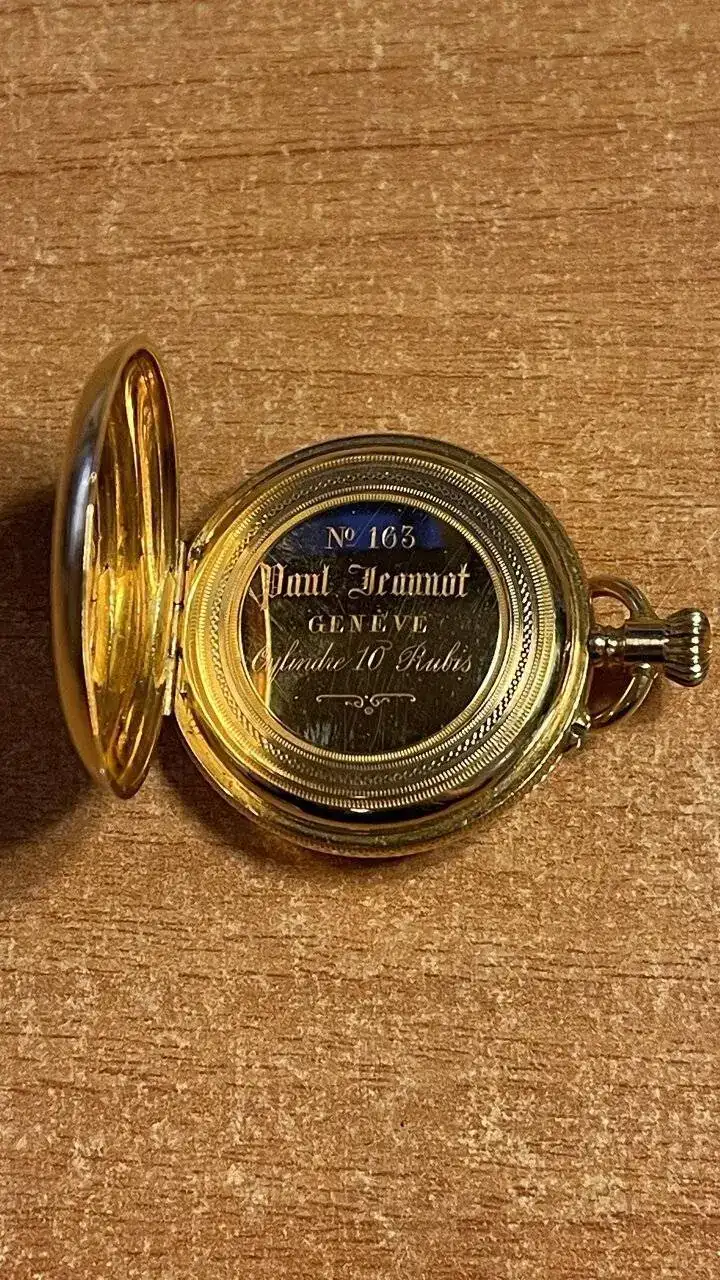 Nº 163
Paul Jeannot
GENÈVE
Cylindre 10 Rubis